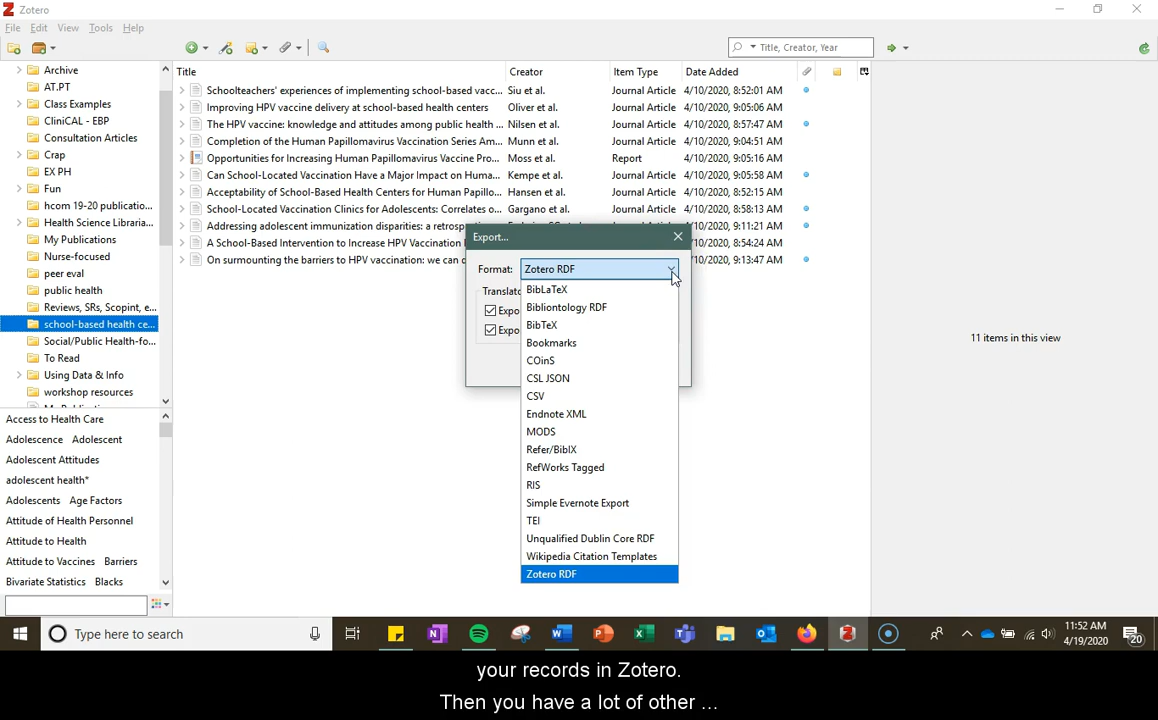 Zotero
File Edit View Tools Help
Title, Creator, Year
Archive
AT.PT
Class Examples
CliniCAL - EBP
Consultation Articles
Crap
EX PH
Fun
hcom 19-20 publicatio...
Health Science Libraria...
My Publications
Nurse-focused
peer eval
public health
Reviews, SRs, Scopint, e...
school-based health ce...
Social/Public Health-fo...
To Read
Using Data & Info
workshop resources
Access to Health Care
Adolescence Adolescent
Adolescent Attitudes
adolescent health*
Adolescents Age Factors
Attitude of Health Personnel
Attitude to Health
Attitude to Vaccines Barriers
Bivariate Statistics Blacks
Title Creator Item Type Date Added
Schoolteachers' experiences of implementing school-based vacc... Siu et al. Journal Article 4/10/2020, 8:52:01 AM
Improving HPV vaccine delivery at school-based health centers Oliver et al. Journal Article 4/10/2020, 9:05:06 AM
The HPV vaccine: knowledge and attitudes among public health ... Nilsen et al. Journal Article 4/10/2020, 8:57:47 AM
Completion of the Human Papillomavirus Vaccination Series Am... Munn et al. Journal Article 4/10/2020, 9:04:51 AM
Opportunities for Increasing Human Papillomavirus Vaccine Pro... Moss et al. Report 4/10/2020, 9:05:16 AM
Can School-Located Vaccination Have a Major Impact on Huma... Kempe et al. Journal Article 4/10/2020, 9:05:58 AM
Acceptability of School-Based Health Centers for Human Papillo... Hansen et al. Journal Article 4/10/2020, 8:52:15 AM
School-Located Vaccination Clinics for Adolescents: Correlates o... Gargano et al. Journal Article 4/10/2020, 8:58:13 AM
Addressing adolescent immunization disparities: a retrosp 10/2020, 9:11:21 AM
A School-Based Intervention to Increase HPV Vaccination 10/2020, 8:54:24 AM
On surmounting the barriers to HPV vaccination: we can 10/2020, 9:13:47 AM
Export...
Format: Zotero RDF
Translato
Expo
Expo
BibLaTeX
Bibliontology RDF
BibTeX
Bookmarks
COinS
CSL JSON
CSV
Endnote XML
MODS
Refer/BibIX
RefWorks Tagged
RIS
Simple Evernote Export
TEI
Unqualified Dublin Core RDF
Wikipedia Citation Templates
Zotero RDF
11 items in this view
Type here to search
11:52 AM
4/19/2020
20
your records in Zotero.
Then you have a lot of other ...